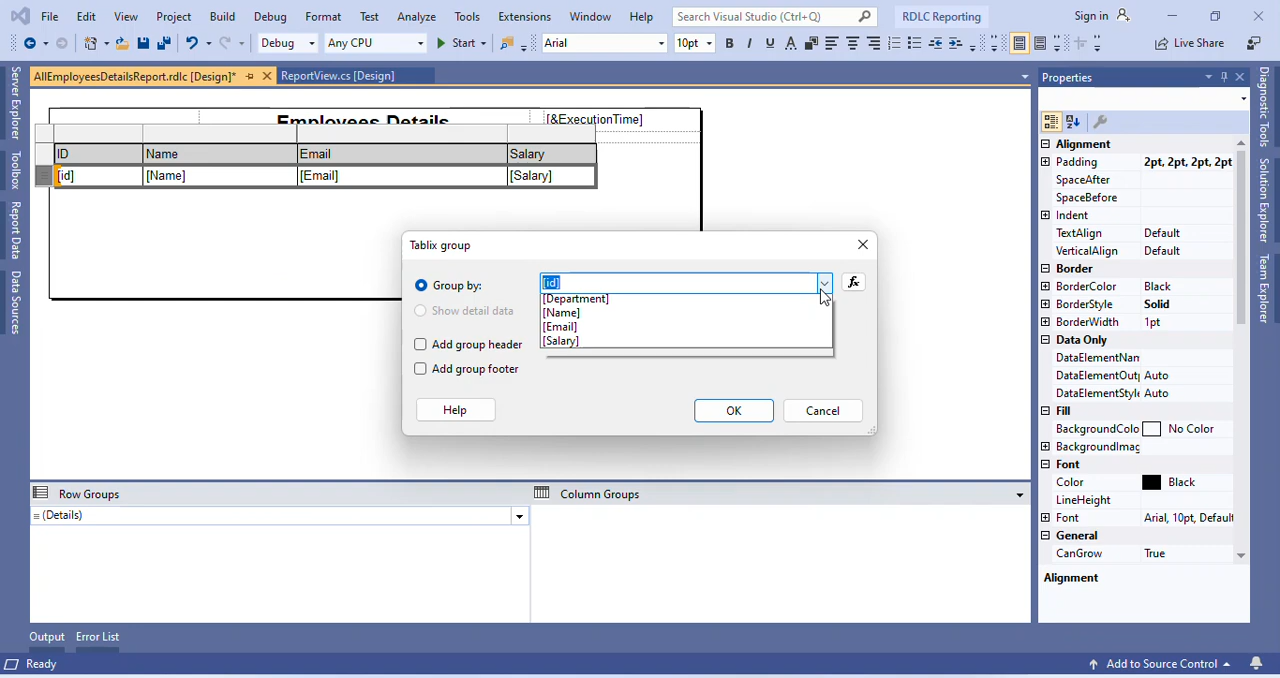 File Edit View Project Build Debug Format Test Analyze Tools Extensions Window Help Search Visual Studio (Ctrl+Q) RDLC Reporting Sign in
Debug Any CPU Start Arial 10pt B I U A Live Share
AllEmployeesDetailsReport.rdlc [Design]* ReportView.cs [Design]
Properties
Server Explorer
Toolbox
Report Data
Data Sources
Employees Details [&ExecutionTime]
ID Name Email Salary
[id] [Name] [Email] [Salary]
Tablix group
Group by: [id] fx
[Department]
[Name]
[Email]
[Salary]
Show detail data
Add group header
Add group footer
Help OK Cancel
Row Groups Column Groups
(Details)
Alignment
Padding 2pt, 2pt, 2pt, 2pt
SpaceAfter
SpaceBefore
Indent
TextAlign Default
VerticalAlign Default
Border
BorderColor Black
BorderStyle Solid
BorderWidth 1pt
Data Only
DataElementNam
DataElementOutp Auto
DataElementStyle Auto
Fill
BackgroundColo No Color
BackgroundImag
Font
Color Black
LineHeight
Font Arial, 10pt, Default
General
CanGrow True
Alignment
Diagnostic Tools
Solution Explorer
Team Explorer
Output Error List
Ready Add to Source Control